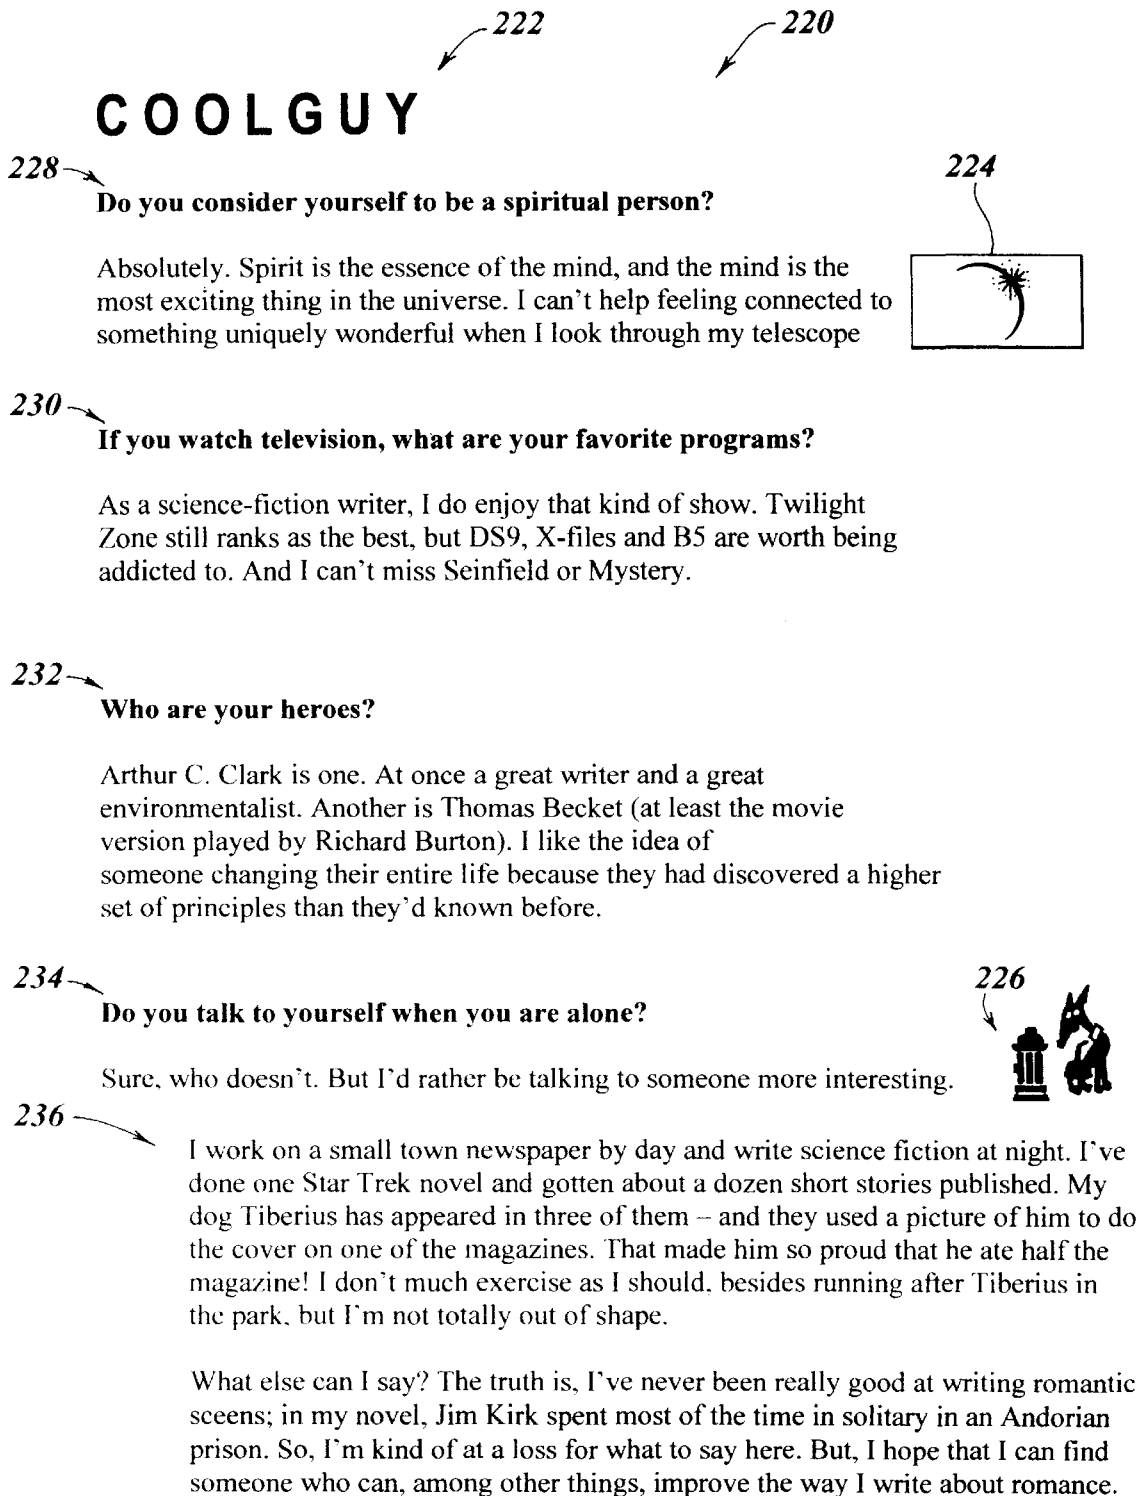 222 220
COOLGUY
228 224
Do you consider yourself to be a spiritual person?
Absolutely. Spirit is the essence of the mind, and the mind is the
most exciting thing in the universe. I can't help feeling connected to
something uniquely wonderful when I look through my telescope
230
If you watch television, what are your favorite programs?
As a science-fiction writer, I do enjoy that kind of show. Twilight
Zone still ranks as the best, but DS9, X-files and B5 are worth being
addicted to. And I can't miss Seinfield or Mystery.
232
Who are your heroes?
Arthur C. Clark is one. At once a great writer and a great
environmentalist. Another is Thomas Becket (at least the movie
version played by Richard Burton). I like the idea of
someone changing their entire life because they had discovered a higher
set of principles than they'd known before.
234 226
Do you talk to yourself when you are alone?
Sure, who doesn't. But I'd rather be talking to someone more interesting.
236
I work on a small town newspaper by day and write science fiction at night. I've
done one Star Trek novel and gotten about a dozen short stories published. My
dog Tiberius has appeared in three of them – and they used a picture of him to do
the cover on one of the magazines. That made him so proud that he ate half the
magazine! I don't much exercise as I should, besides running after Tiberius in
the park, but I'm not totally out of shape.
What else can I say? The truth is, I've never been really good at writing romantic
sceens; in my novel, Jim Kirk spent most of the time in solitary in an Andorian
prison. So, I'm kind of at a loss for what to say here. But, I hope that I can find
someone who can, among other things, improve the way I write about romance.